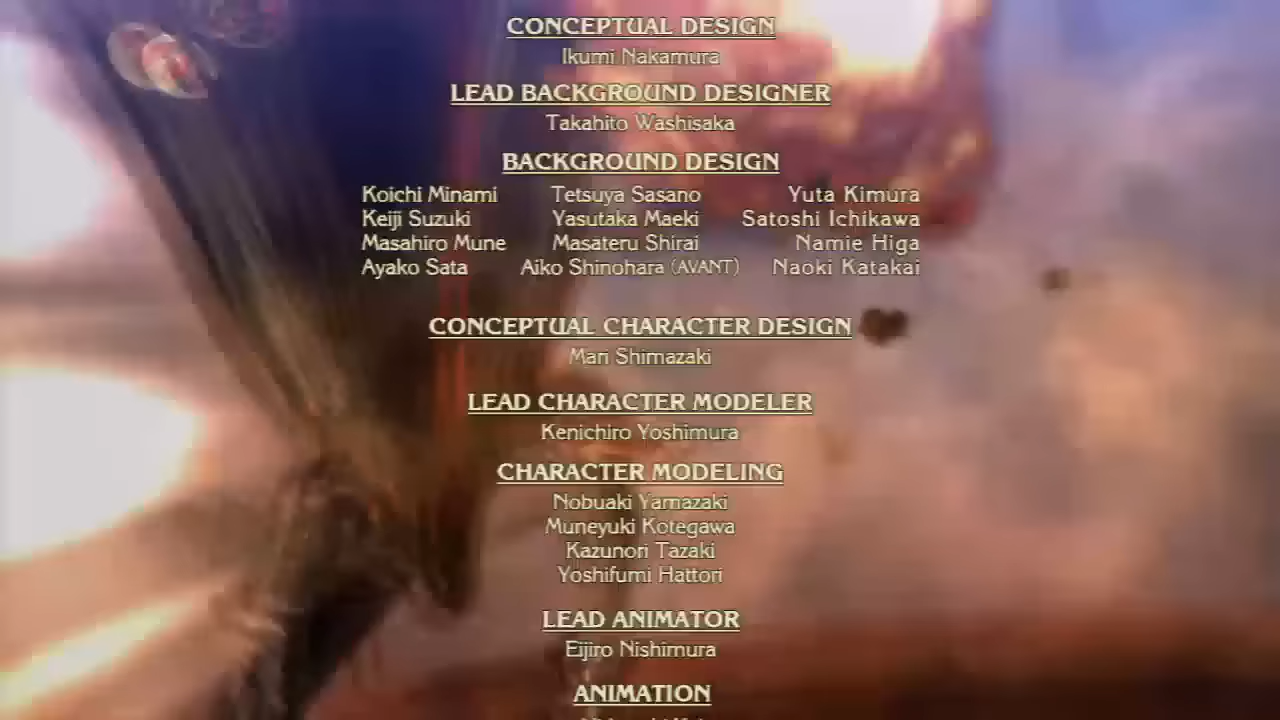 CONCEPTUAL DESIGN
Ikumi Nakamura
LEAD BACKGROUND DESIGNER
Takahito Washisaka
BACKGROUND DESIGN
Koichi Minami Tetsuya Sasano Yuta Kimura
Keiji Suzuki Yasutaka Maeki Satoshi Ichikawa
Masahiro Mune Masateru Shirai Namie Higa
Ayako Sata Aiko Shinohara (AVANT) Naoki Katakai
CONCEPTUAL CHARACTER DESIGN
Mari Shimazaki
LEAD CHARACTER MODELER
Kenichiro Yoshimura
CHARACTER MODELING
Nobuaki Yamazaki
Muneyuki Kotegawa
Kazunori Tazaki
Yoshifumi Hattori
LEAD ANIMATOR
Eijiro Nishimura
ANIMATION